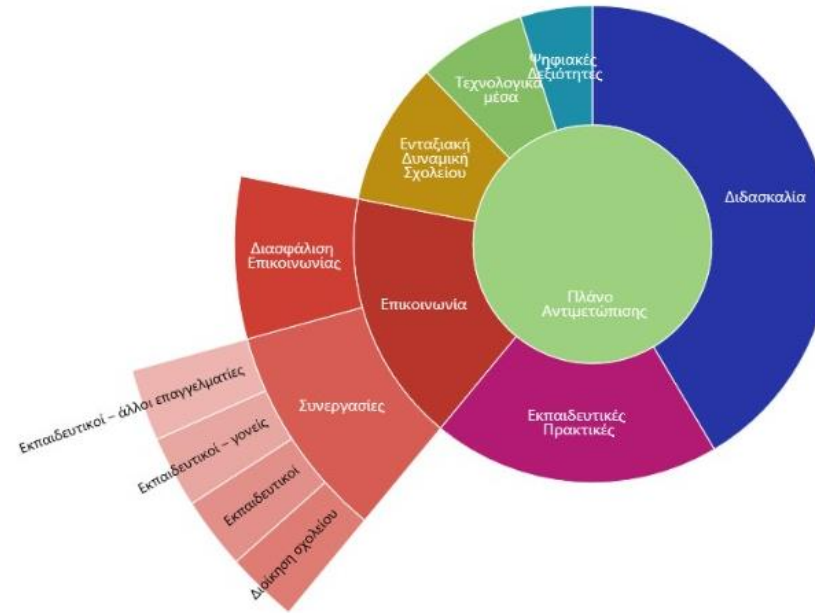 Ψηφιακές
Δεξιότητες
Τεχνολογικά
μέσα
Ενταξιακή
Δυναμική
Σχολείου
Διδασκαλία
Διασφάλιση
Επικοινωνίας
Επικοινωνία
Πλάνο
Αντιμετώπισης
Εκπαιδευτικοί – άλλοι επαγγελματίες
Συνεργασίες
Εκπαιδευτικές
Πρακτικές
Εκπαιδευτικοί – γονείς
Εκπαιδευτικοί
Διοίκηση σχολείου